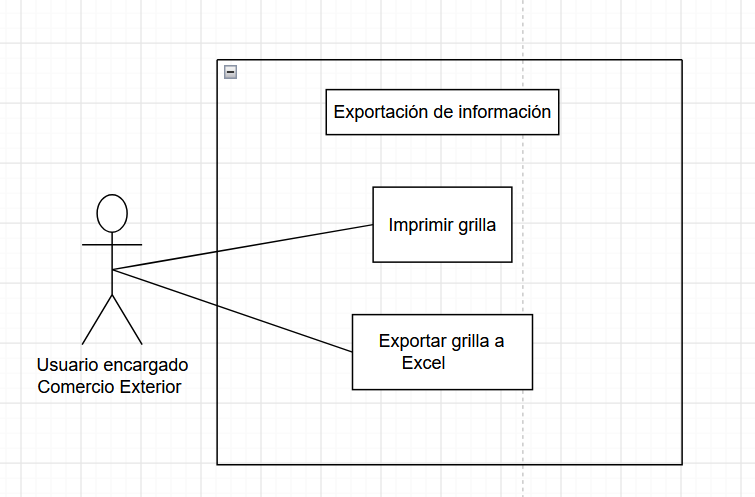 Exportación de información
Imprimir grilla
Exportar grilla a
Excel
Usuario encargado
Comercio Exterior